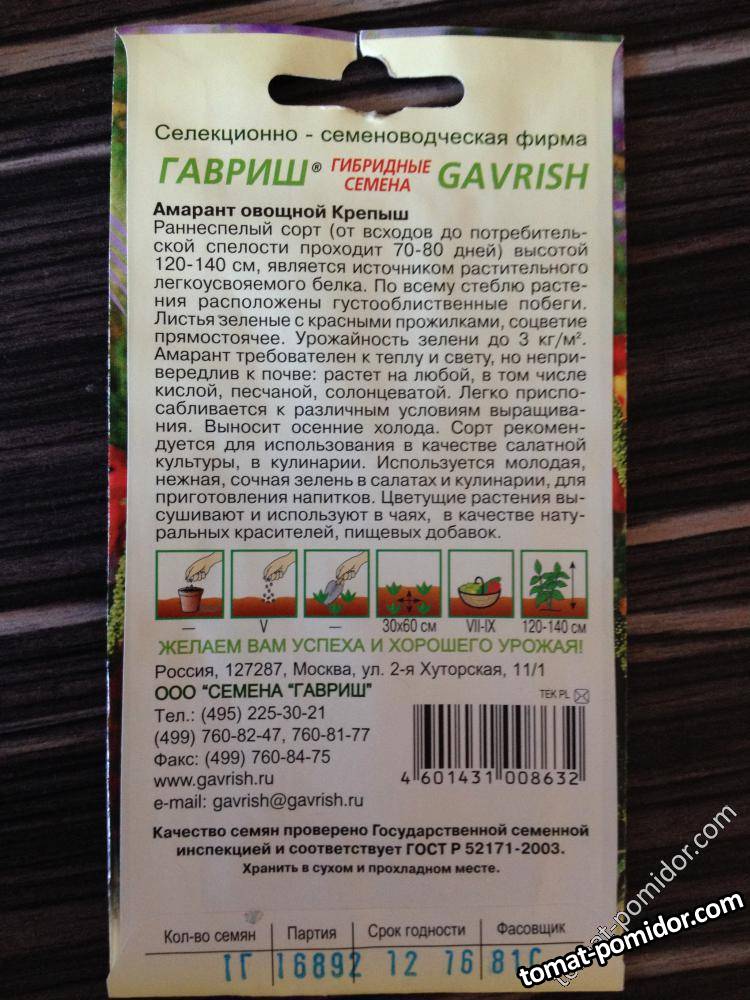 Селекционно - семеноводческая фирма
ГАВРИШ® ГИБРИДНЫЕ СЕМЕНА GAVRISH
Амарант овощной Крепыш
Раннеспелый сорт (от всходов до потребитель-
ской спелости проходит 70-80 дней) высотой
120-140 см, является источником растительного
легкоусвояемого белка. По всему стеблю расте-
ния расположены густооблиственные побеги.
Листья зеленые с красными прожилками, соцветие
прямостоячее. Урожайность зелени до 3 кг/м².
Амарант требователен к теплу и свету, но непри-
вередлив к почве: растет на любой, в том числе
кислой, песчаной, солонцеватой. Легко приспо-
сабливается к различным условиям выращива-
ния. Выносит осенние холода. Сорт рекомен-
дуется для использования в качестве салатной
культуры, в кулинарии. Используется молодая,
нежная, сочная зелень в салатах и кулинарии, для
приготовления напитков. Цветущие растения вы-
сушивают и используют в чаях, в качестве нату-
ральных красителей, пищевых добавок.
— V — 30х60 см VII-IX 120-140 см
ЖЕЛАЕМ ВАМ УСПЕХА И ХОРОШЕГО УРОЖАЯ!
Россия, 127287, Москва, ул. 2-я Хуторская, 11/1
ООО "СЕМЕНА "ГАВРИШ"
TEK PL
Тел.: (495) 225-30-21
(499) 760-82-47, 760-81-77
Факс: (499) 760-84-75
www.gavrish.ru
e-mail: gavrish@gavrish.ru
4 601431 008632
Качество семян проверено Государственной семенной
инспекцией и соответствует ГОСТ Р 52171-2003.
Хранить в сухом и прохладном месте.
Кол-во семян Партия Срок годности Фасовщик
1Г 16892 12 16 81С
tomat-pomidor.com
tomat-pomidor.com